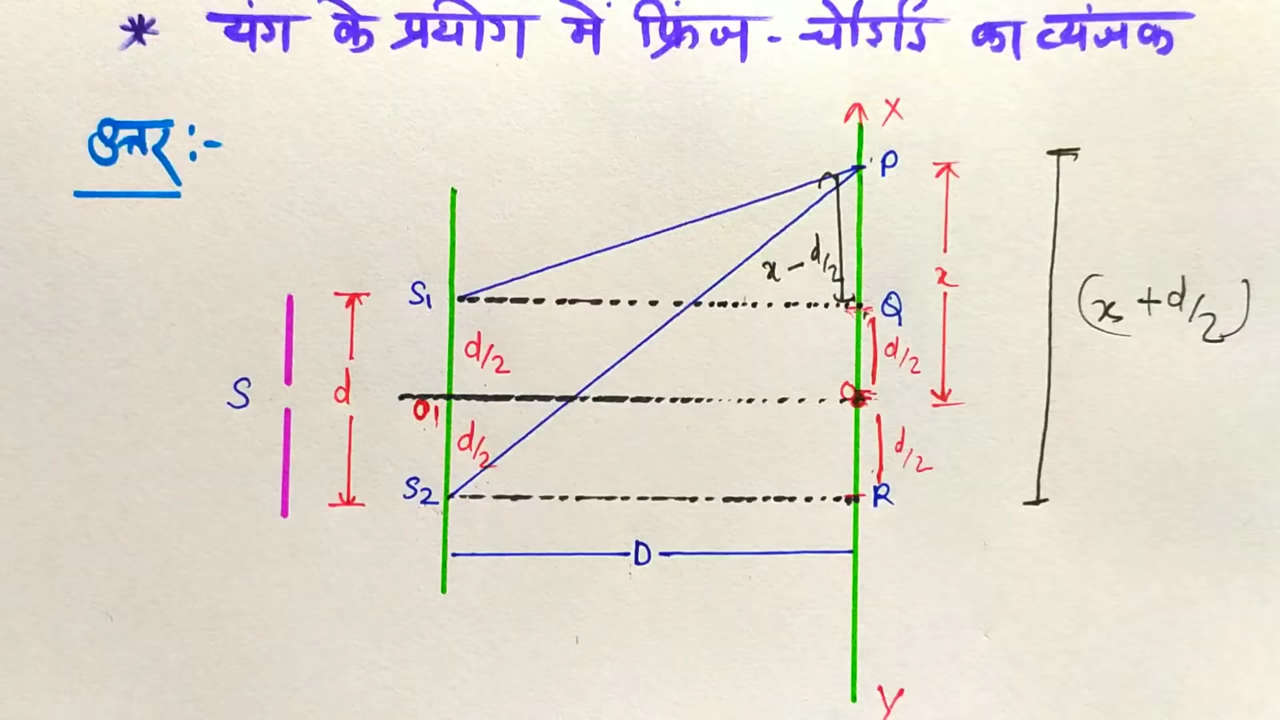 * यंग के प्रयोग में फ्रिंज - चौड़ाई का व्यंजक
उत्तर :-
X
P
x - d/2
x
(x + d/2)
S1
Q
d/2
d/2
S
d
O1
O
d/2
d/2
S2
R
D
Y